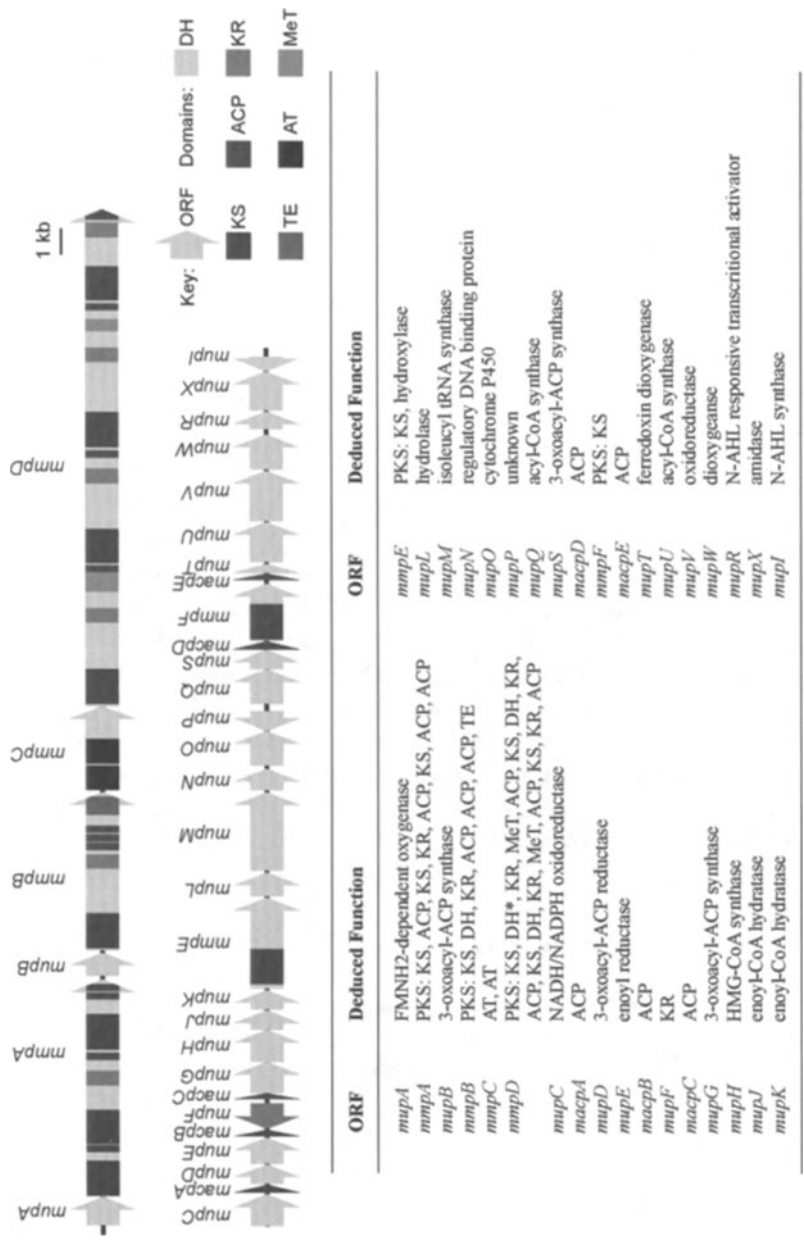 mupA mmpA mupB mmpB mmpC mmpD
1 kb
mupC mupD macpA mupE macpB mupF macpC mupG mupH mupJ mupK mmpE mupL mupM mupN mupO mupP mupQ mupS macpD mmpF macpE mupT mupU mupV mupW mupR mupX mupI
Key: ORF Domains: DH
KS ACP KR
TE AT MeT
ORF Deduced Function ORF Deduced Function
mupA FMNH2-dependent oxygenase mmpE PKS: KS, hydroxylase
mmpA PKS: KS, ACP, KS, KR, ACP, KS, ACP, ACP mupL hydrolase
mupB 3-oxoacyl-ACP synthase mupM isoleucyl tRNA synthase
mmpB PKS: KS, DH, KR, ACP, ACP, ACP, TE mupN regulatory DNA binding protein
mmpC AT, AT mupO cytochrome P450
mmpD PKS: KS, DH*, KR, MeT, ACP, KS, DH, KR, mupP unknown
ACP, KS, DH, KR, MeT, ACP, KS, KR, ACP mupQ acyl-CoA synthase
mupC NADH/NADPH oxidoreductase mupS 3-oxoacyl-ACP synthase
macpA ACP macpD ACP
mupD 3-oxoacyl-ACP reductase mmpF PKS: KS
mupE enoyl reductase macpE ACP
macpB ACP mupT ferredoxin dioxygenase
mupF KR mupU acyl-CoA synthase
macpC ACP mupV oxidoreductase
mupG 3-oxoacyl-ACP synthase mupW dioxygeanse
mupH HMG-CoA synthase mupR N-AHL responsive transcritional activator
mupJ enoyl-CoA hydratase mupX amidase
mupK enoyl-CoA hydratase mupI N-AHL synthase